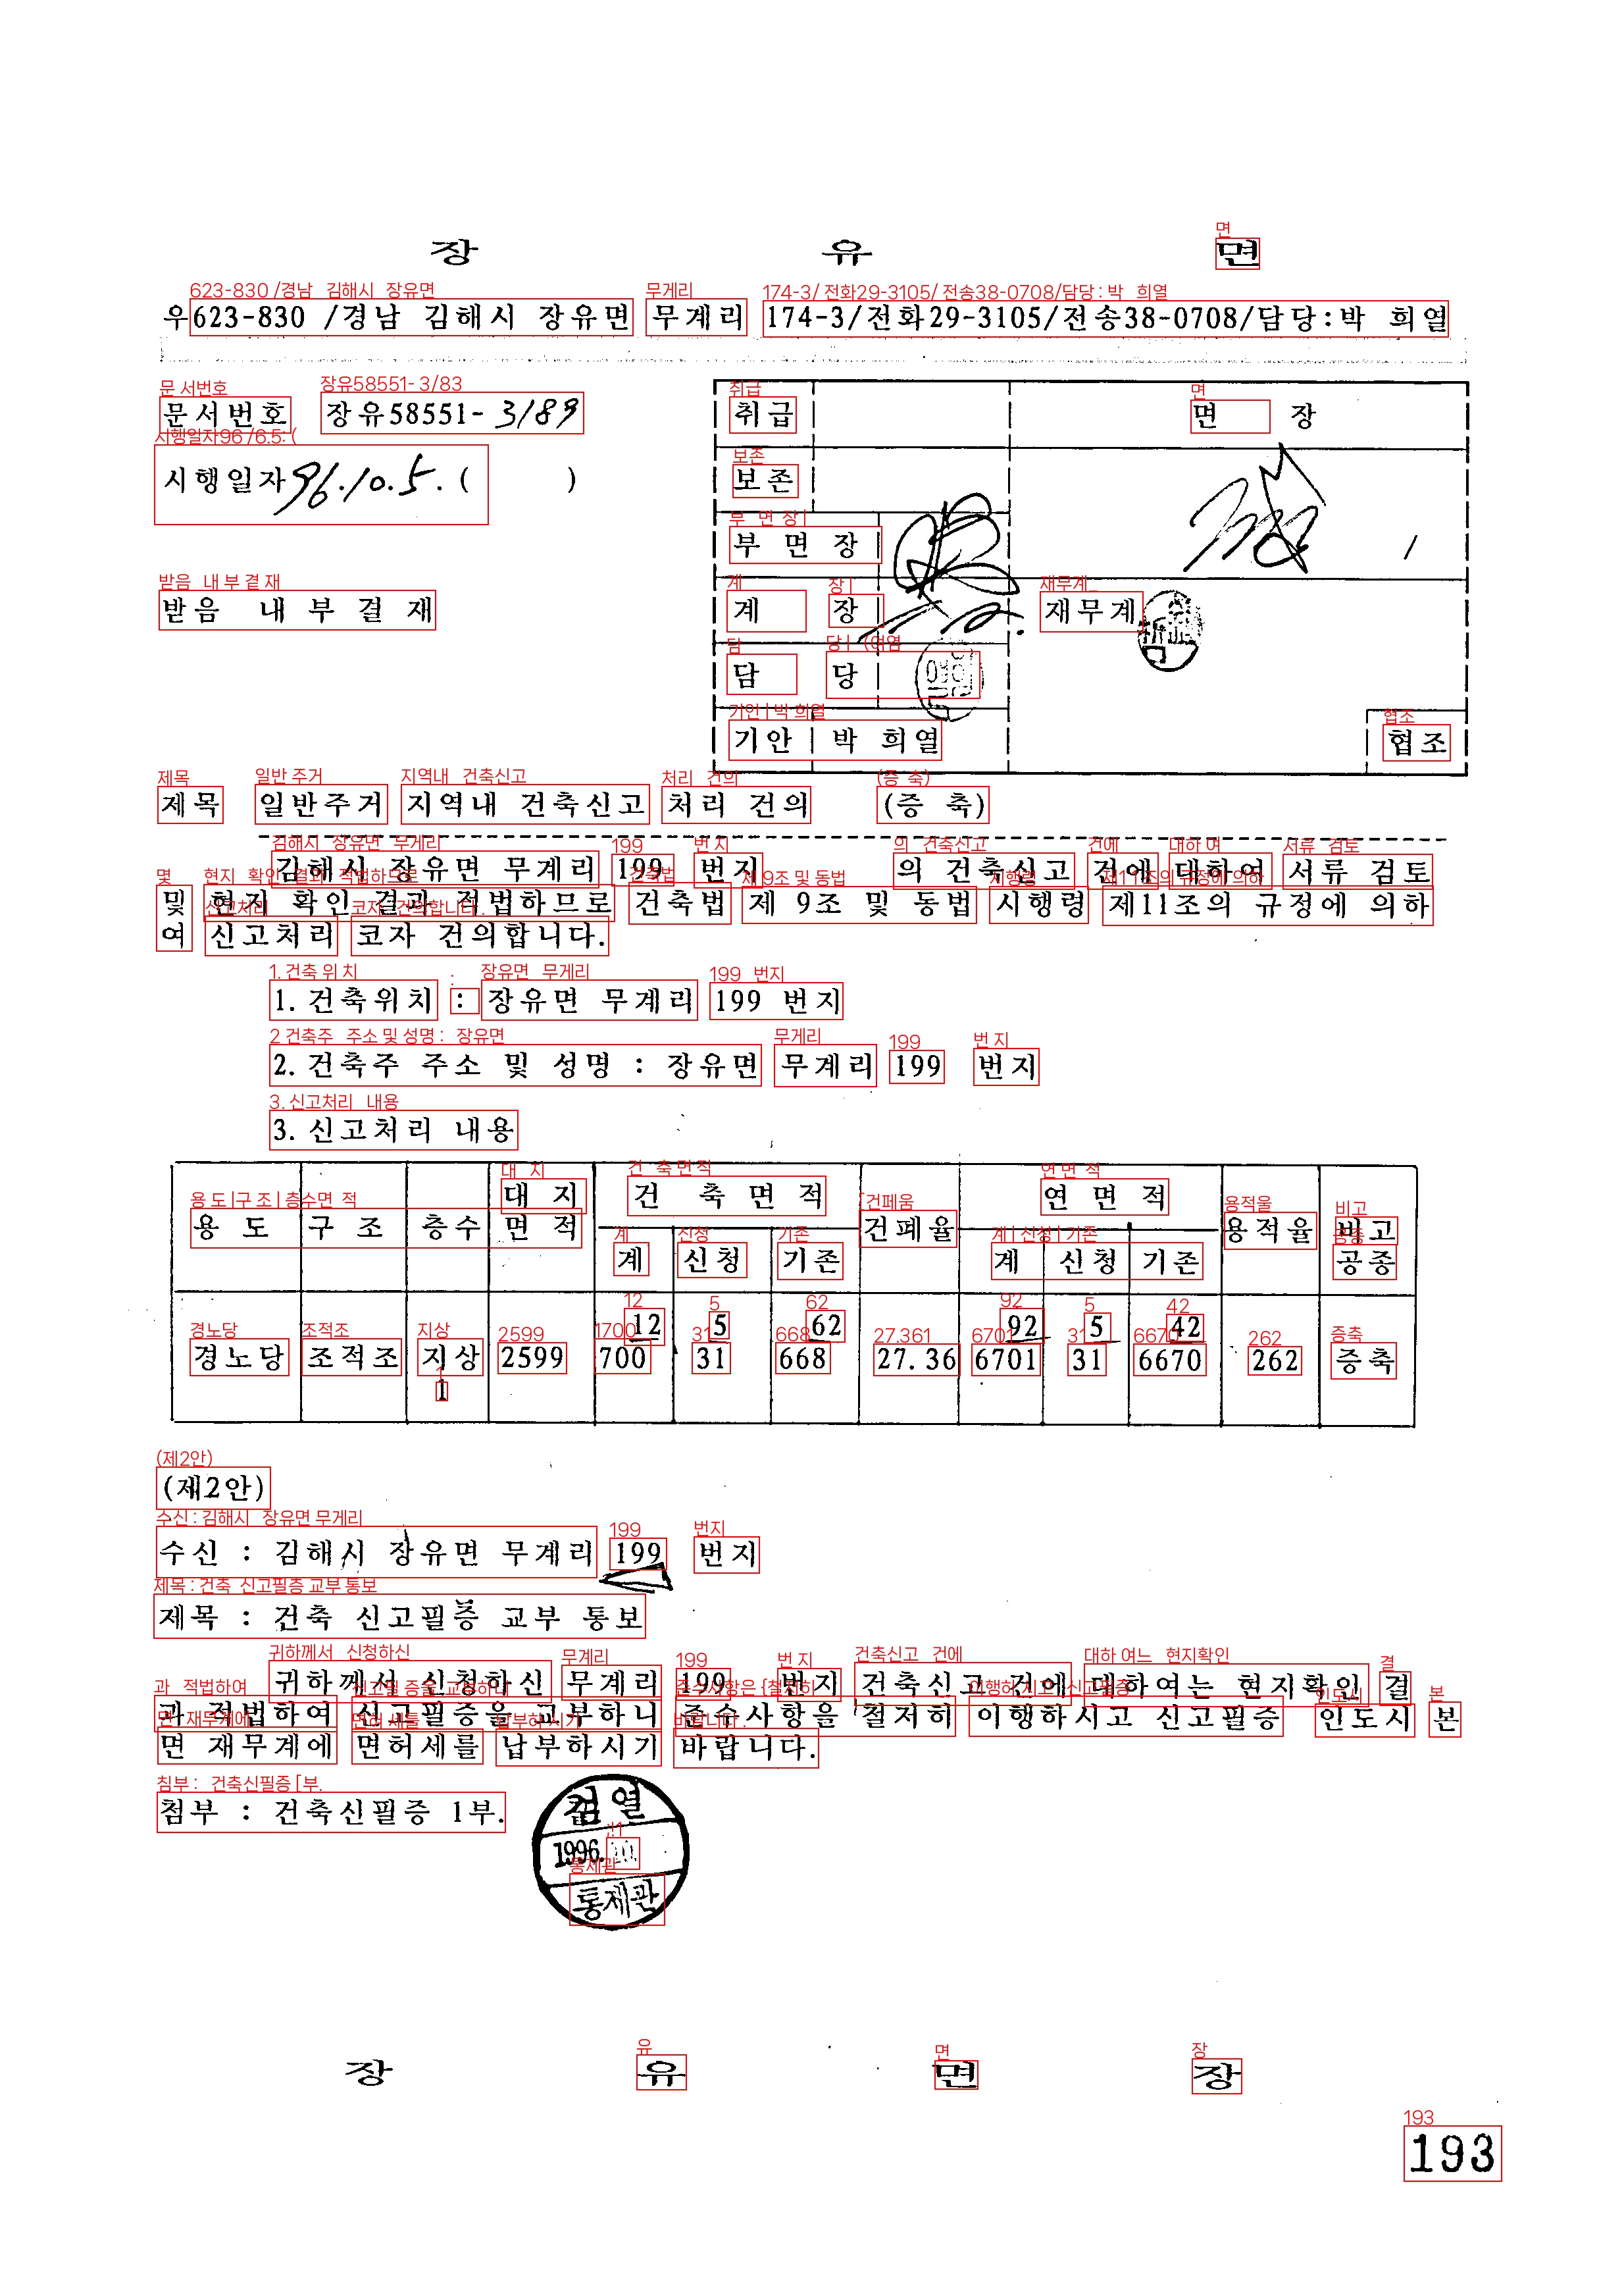 장 유 면
우623-830 /경남 김해시 장유면 무계리 174-3/전화29-3105/전송38-0708/담당:박 희열
문서번호 장유58551- 3189
시행일자 96.10.5. ( )
받음 내 부 결 재
취급 면 장
보존
부 면 장
계 장 재무계
담 당
기안 박 희열 협조
제목 일반주거 지역내 건축신고 처리 건의 (증 축)
김해시 장유면 무계리 199 번지 의 건축신고 건에 대하여 서류 검토
및 현지 확인 결과 적법하므로 건축법 제 9조 및 동법 시행령 제11조의 규정에 의하
여 신고처리 코자 건의합니다.
1. 건축위치 : 장유면 무계리 199 번지
2. 건축주 주소 및 성명 : 장유면 무계리 199 번지
3. 신고처리 내용
용 도 구 조 층수 대 지 면 적 건 축 면 적 건폐율 연 면 적 용적율 비고
계 신청 기존 계 신청 기존 공종
12 5 62 92 5 42
경노당 조적조 지상 2599 700 31 668 27.36 6701 31 6670 262 증축
1
(제2안)
수신 : 김해시 장유면 무계리 199 번지
제목 : 건축 신고필증 교부 통보
귀하께서 신청하신 무계리 199 번지 건축신고 건에 대하여는 현지확인 결
과 적법하여 신고필증을 교부하니 준수사항을 철저히 이행하시고 신고필증 인도시 본
면 재무계에 면허세를 납부하시기 바랍니다.
첨부 : 건축신필증 1부.
검열
1996.
통제관
장 유 면 장
193